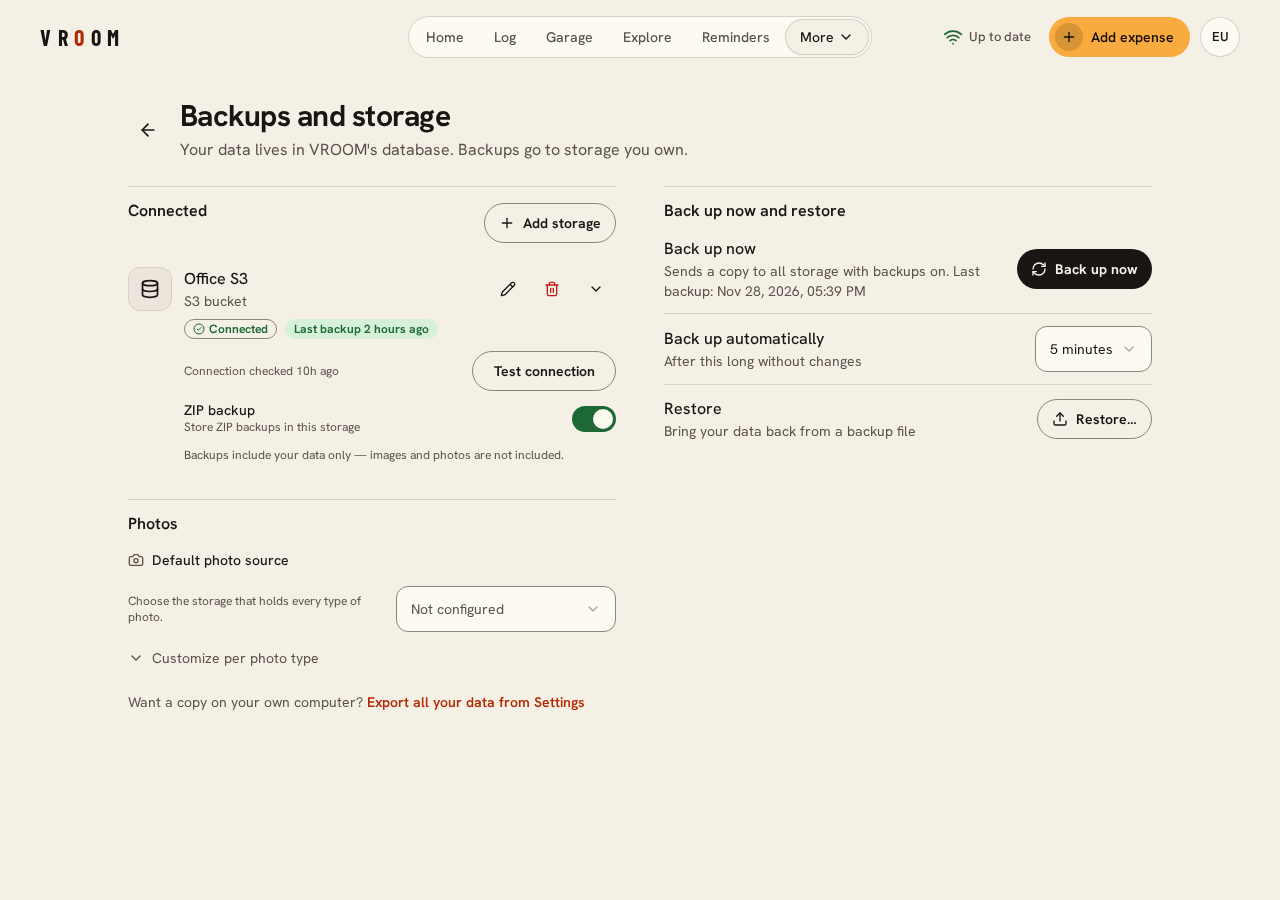 VROOM
Home
Log
Garage
Explore
Reminders
More
Up to date
Add expense
EU
Backups and storage
Your data lives in VROOM's database. Backups go to storage you own.
Connected
Add storage
Office S3
S3 bucket
Connected
Last backup 2 hours ago
Connection checked 10h ago
Test connection
ZIP backup
Store ZIP backups in this storage
Backups include your data only — images and photos are not included.
Photos
Default photo source
Choose the storage that holds every type of
photo.
Not configured
Customize per photo type
Want a copy on your own computer? Export all your data from Settings
Back up now and restore
Back up now
Sends a copy to all storage with backups on. Last
backup: Nov 28, 2026, 05:39 PM
Back up now
Back up automatically
After this long without changes
5 minutes
Restore
Bring your data back from a backup file
Restore...